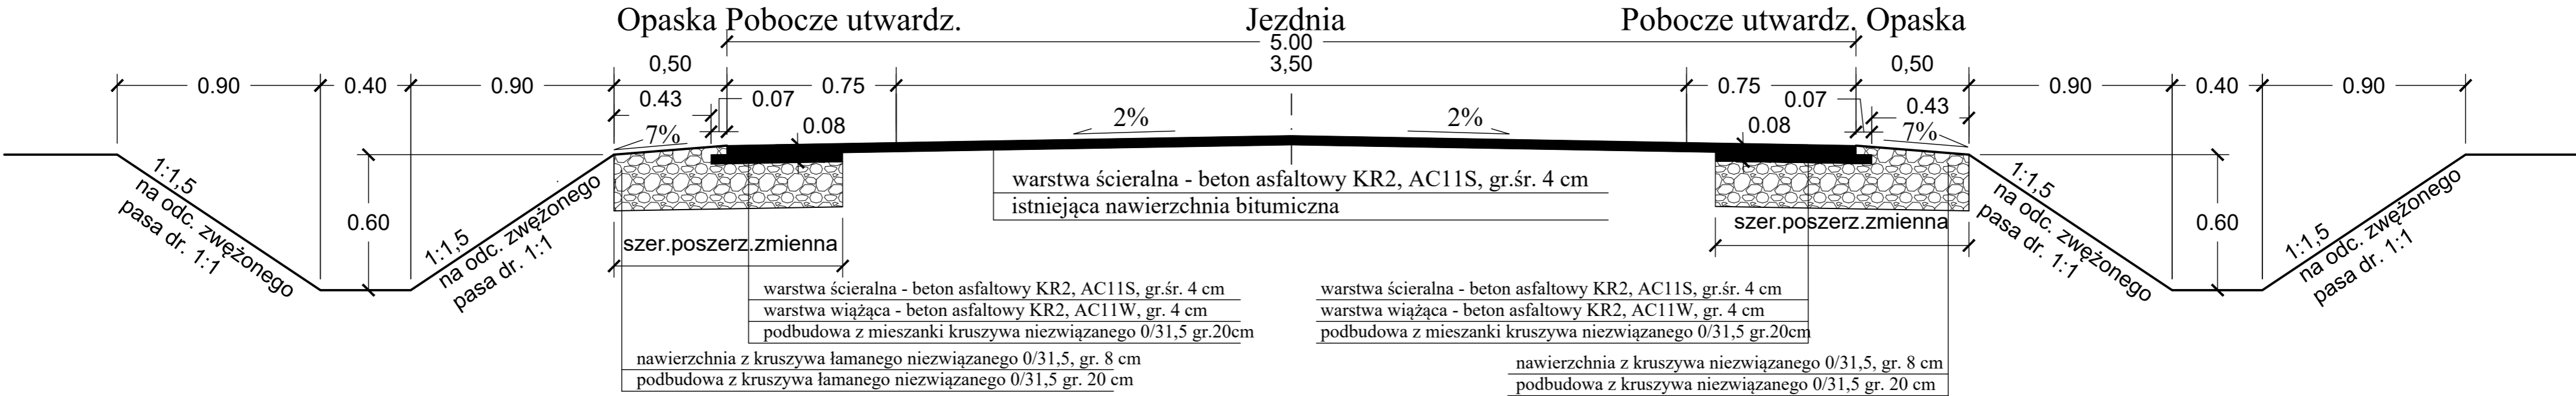 Opaska Pobocze utwardz. Jezdnia Pobocze utwardz. Opaska
5.00
0,50 3,50 0,50
0.90 0.40 0.90 0.75 0.75 0.90 0.40 0.90
0.43 0.07 0.07 0.43
7% 0.08 2% 2% 0.08 7%
1:1,5
na odc. zwężonego
pasa dr. 1:1
0.60
1:1,5
na odc. zwężonego
pasa dr. 1:1
szer.poszerz.zmienna
warstwa ścieralna - beton asfaltowy KR2, AC11S, gr.śr. 4 cm
istniejąca nawierzchnia bitumiczna
szer.poszerz.zmienna
1:1,5
na odc. zwężonego
pasa dr. 1:1
0.60
1:1,5
na odc. zwężonego
pasa dr. 1:1
warstwa ścieralna - beton asfaltowy KR2, AC11S, gr.śr. 4 cm
warstwa wiążąca - beton asfaltowy KR2, AC11W, gr. 4 cm
podbudowa z mieszanki kruszywa niezwiązanego 0/31,5 gr.20cm
nawierzchnia z kruszywa łamanego niezwiązanego 0/31,5, gr. 8 cm
podbudowa z kruszywa łamanego niezwiązanego 0/31,5 gr. 20 cm
warstwa ścieralna - beton asfaltowy KR2, AC11S, gr.śr. 4 cm
warstwa wiążąca - beton asfaltowy KR2, AC11W, gr. 4 cm
podbudowa z mieszanki kruszywa niezwiązanego 0/31,5 gr.20cm
nawierzchnia z kruszywa niezwiązanego 0/31,5, gr. 8 cm
podbudowa z kruszywa niezwiązanego 0/31,5 gr. 20 cm